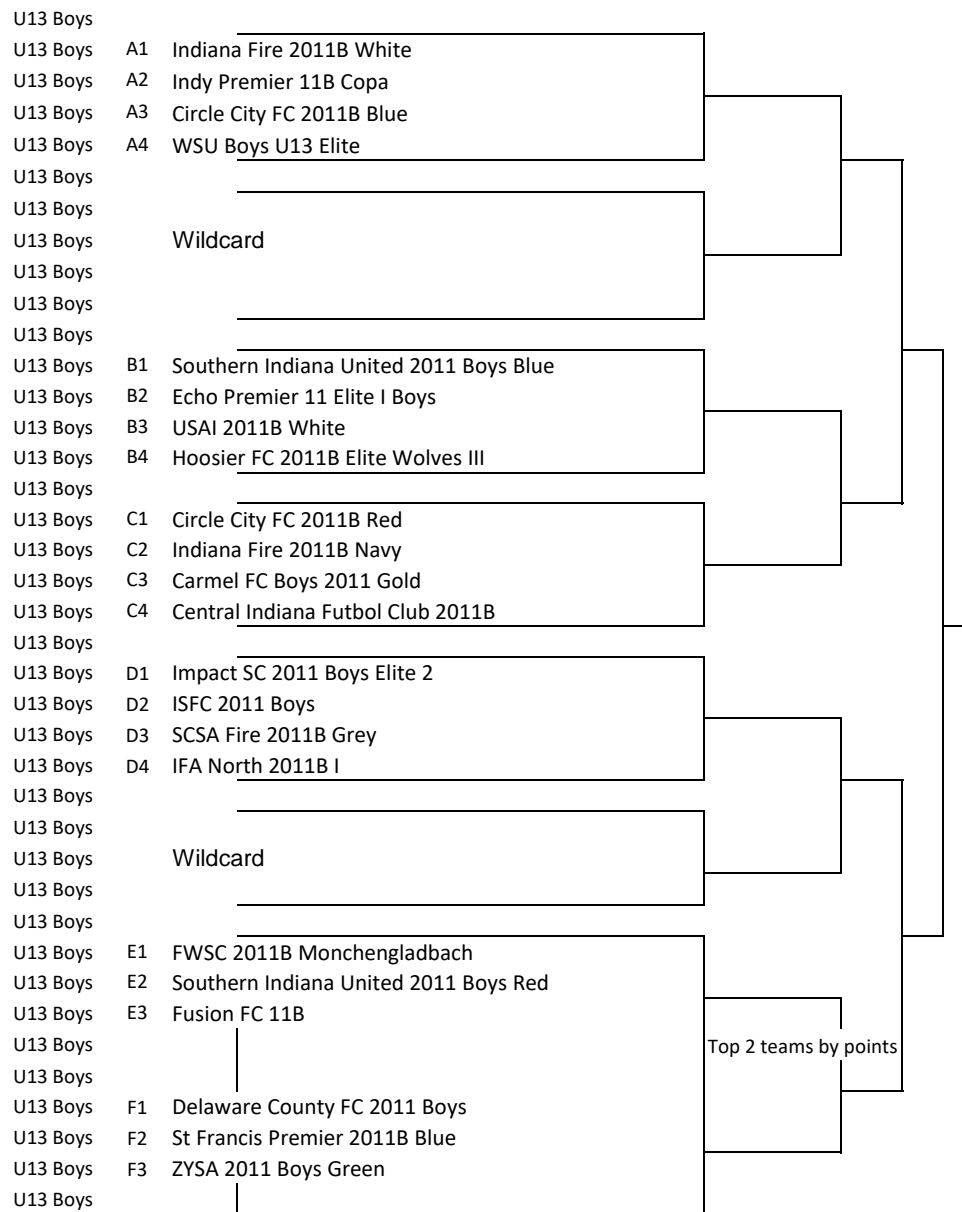 U13 Boys
U13 Boys A1 Indiana Fire 2011B White
U13 Boys A2 Indy Premier 11B Copa
U13 Boys A3 Circle City FC 2011B Blue
U13 Boys A4 WSU Boys U13 Elite
U13 Boys
U13 Boys
U13 Boys Wildcard
U13 Boys
U13 Boys
U13 Boys
U13 Boys B1 Southern Indiana United 2011 Boys Blue
U13 Boys B2 Echo Premier 11 Elite I Boys
U13 Boys B3 USAI 2011B White
U13 Boys B4 Hoosier FC 2011B Elite Wolves III
U13 Boys
U13 Boys C1 Circle City FC 2011B Red
U13 Boys C2 Indiana Fire 2011B Navy
U13 Boys C3 Carmel FC Boys 2011 Gold
U13 Boys C4 Central Indiana Futbol Club 2011B
U13 Boys
U13 Boys D1 Impact SC 2011 Boys Elite 2
U13 Boys D2 ISFC 2011 Boys
U13 Boys D3 SCSA Fire 2011B Grey
U13 Boys D4 IFA North 2011B I
U13 Boys
U13 Boys
U13 Boys Wildcard
U13 Boys
U13 Boys
U13 Boys E1 FWSC 2011B Monchengladbach
U13 Boys E2 Southern Indiana United 2011 Boys Red
U13 Boys E3 Fusion FC 11B
U13 Boys Top 2 teams by points
U13 Boys
U13 Boys F1 Delaware County FC 2011 Boys
U13 Boys F2 St Francis Premier 2011B Blue
U13 Boys F3 ZYSA 2011 Boys Green
U13 Boys